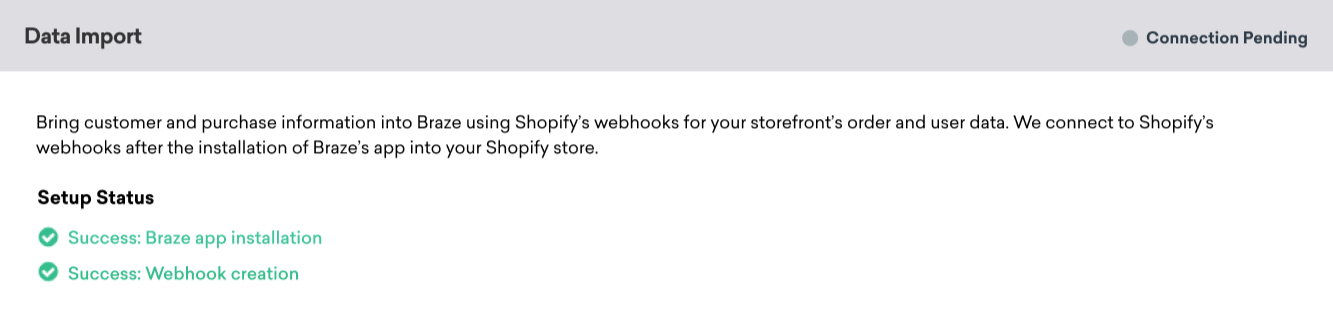 Data Import
Connection Pending
Bring customer and purchase information into Braze using Shopify's webhooks for your storefront's order and user data. We connect to Shopify's
webhooks after the installation of Braze's app into your Shopify store.
Setup Status
Success: Braze app installation
Success: Webhook creation